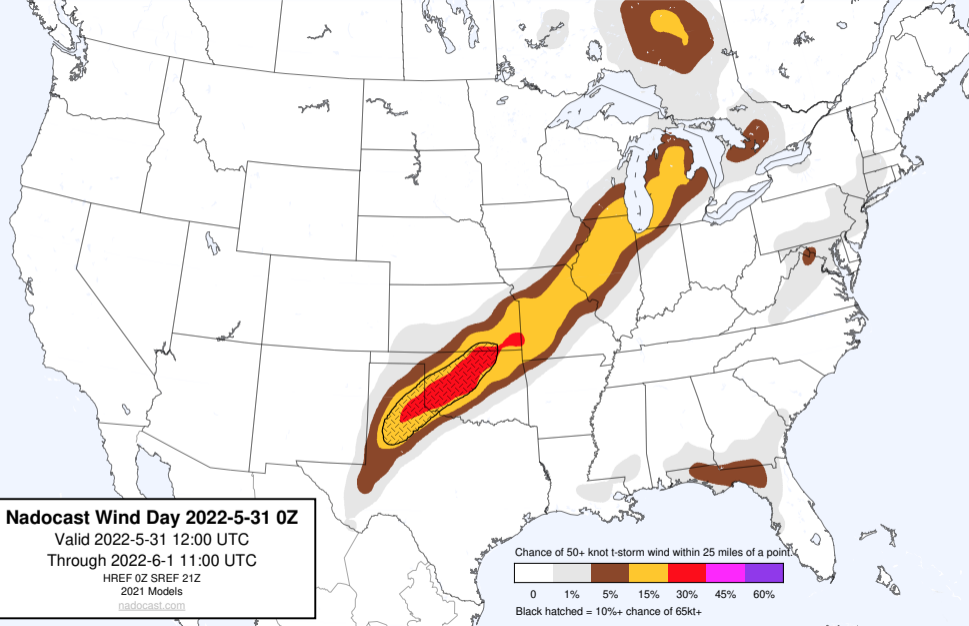 Nadocast Wind Day 2022-5-31 0Z
Valid 2022-5-31 12:00 UTC
Through 2022-6-1 11:00 UTC
HREF 0Z SREF 21Z
2021 Models
nadocast.com
Chance of 50+ knot t-storm wind within 25 miles of a point.
0 1% 5% 15% 30% 45% 60%
Black hatched = 10%+ chance of 65kt+